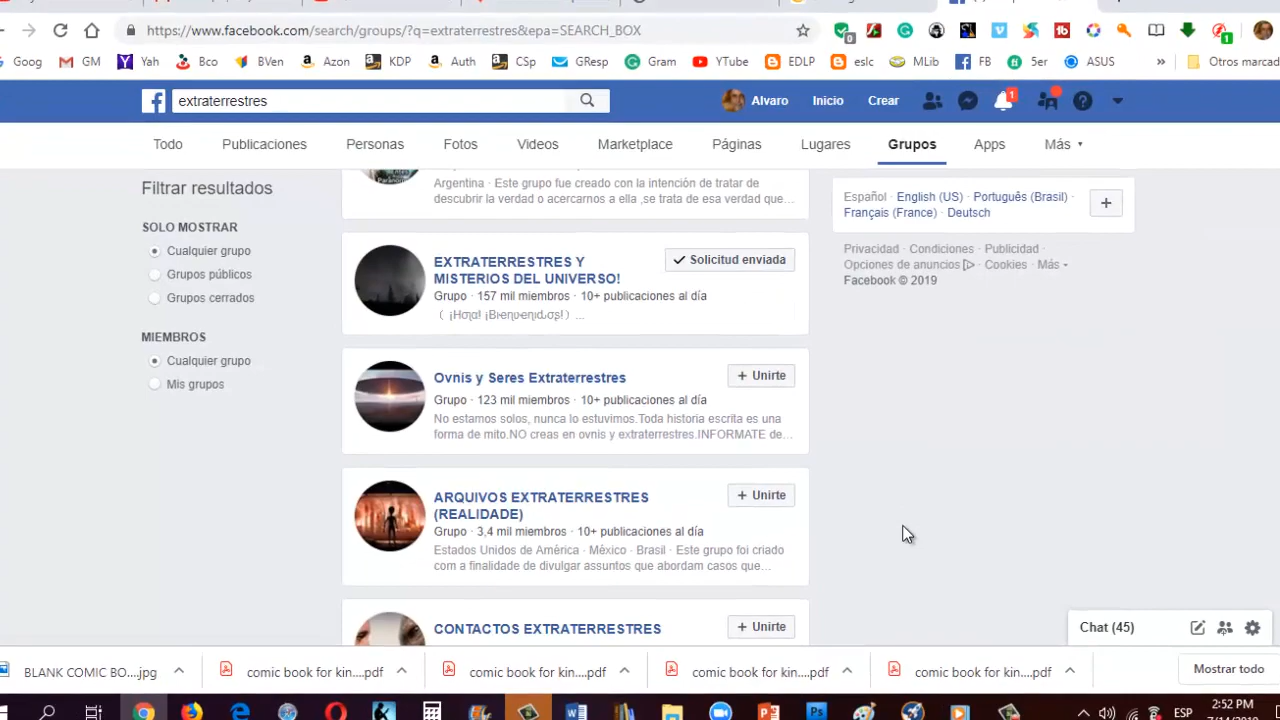 https://www.facebook.com/search/groups/?q=extraterrestres&epa=SEARCH_BOX
Goog GM Yah Bco BVen Azon KDP Auth CSp GResp Gram YTube EDLP eslc MLib FB 5er ASUS » Otros marcad
extraterrestres Alvaro Inicio Crear 1
Todo Publicaciones Personas Fotos Videos Marketplace Páginas Lugares Grupos Apps Más
Filtrar resultados
SOLO MOSTRAR
Cualquier grupo
Grupos públicos
Grupos cerrados
MIEMBROS
Cualquier grupo
Mis grupos
Argentina · Este grupo fue creado con la intención de tratar de
descubrir la verdad o acercarnos a ella ,se trata de esa verdad que...
EXTRATERRESTRES Y
MISTERIOS DEL UNIVERSO!
Solicitud enviada
Grupo · 157 mil miembros · 10+ publicaciones al día
Ovnis y Seres Extraterrestres
+ Unirte
Grupo · 123 mil miembros · 10+ publicaciones al día
No estamos solos, nunca lo estuvimos.Toda historia escrita es una
forma de mito.NO creas en ovnis y extraterrestres.INFORMATE de...
ARQUIVOS EXTRATERRESTRES
(REALIDADE)
+ Unirte
Grupo · 3,4 mil miembros · 10+ publicaciones al día
Estados Unidos de América · México · Brasil · Este grupo foi criado
com a finalidade de divulgar assuntos que abordam casos que...
CONTACTOS EXTRATERRESTRES
+ Unirte
Español · English (US) · Português (Brasil) ·
Français (France) · Deutsch
+
Privacidad · Condiciones · Publicidad ·
Opciones de anuncios · Cookies · Más
Facebook © 2019
Chat (45)
BLANK COMIC BO....jpg comic book for kin....pdf comic book for kin....pdf comic book for kin....pdf comic book for kin....pdf Mostrar todo
ESP 2:52 PM